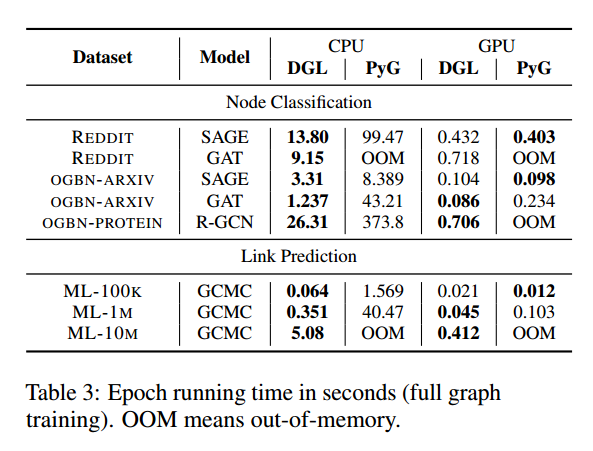 Dataset Model CPU GPU
DGL PyG DGL PyG
Node Classification
REDDIT SAGE 13.80 99.47 0.432 0.403
REDDIT GAT 9.15 OOM 0.718 OOM
OGBN-ARXIV SAGE 3.31 8.389 0.104 0.098
OGBN-ARXIV GAT 1.237 43.21 0.086 0.234
OGBN-PROTEIN R-GCN 26.31 373.8 0.706 OOM
Link Prediction
ML-100K GCMC 0.064 1.569 0.021 0.012
ML-1M GCMC 0.351 40.47 0.045 0.103
ML-10M GCMC 5.08 OOM 0.412 OOM
Table 3: Epoch running time in seconds (full graph
training). OOM means out-of-memory.